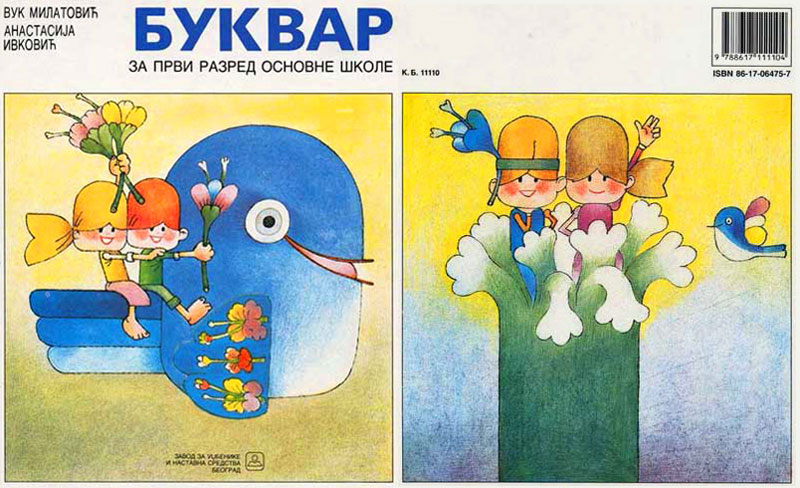 ВУК МИЛАТОВИЋ
АНАСТАСИЈА
ИВКОВИЋ
БУКВАР
ЗА ПРВИ РАЗРЕД ОСНОВНЕ ШКОЛЕ
ЗАВОД ЗА УЏБЕНИКЕ
И НАСТАВНА СРЕДСТВА
БЕОГРАД
К. Б. 11110
9 788617 111104
ISBN 86-17-06475-7